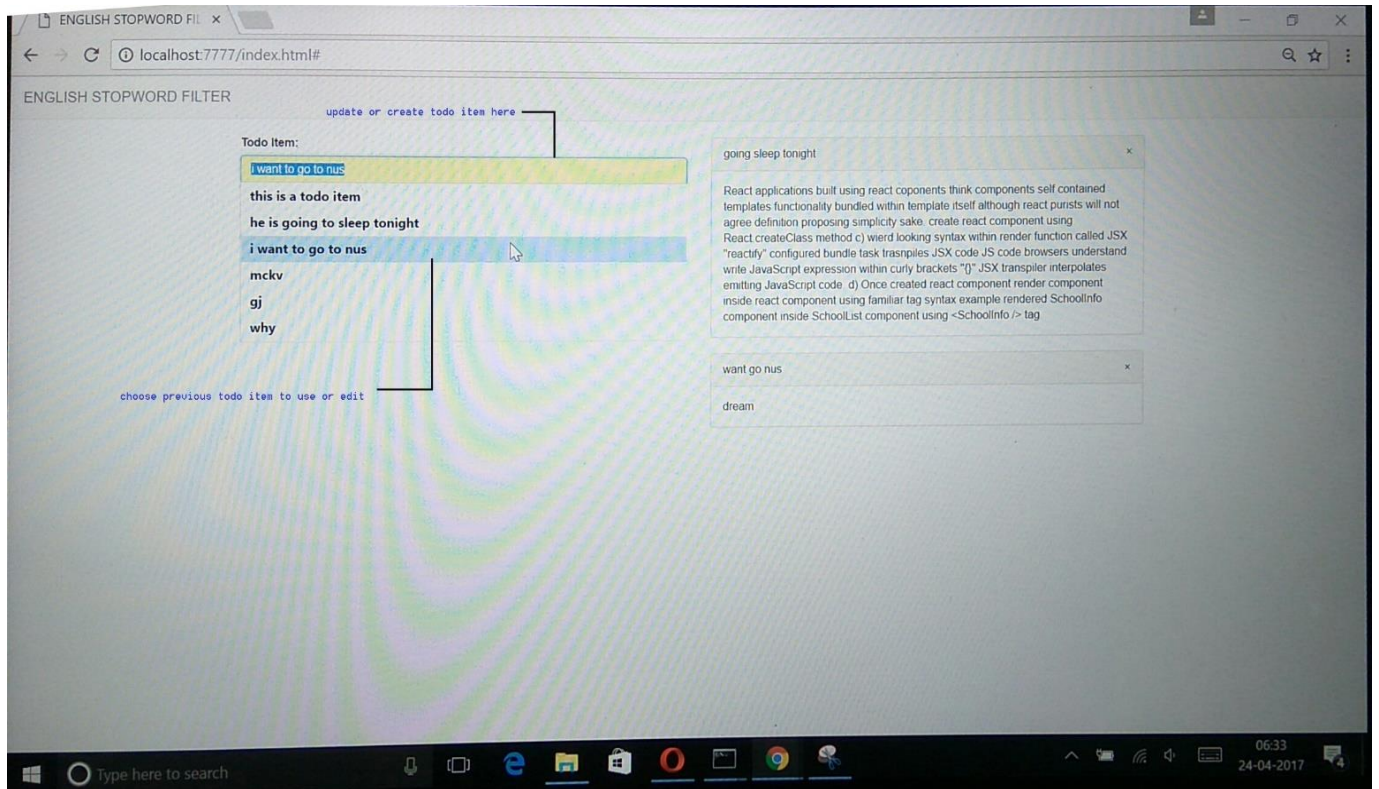 ENGLISH STOPWORD FIL
localhost:7777/index.html#
ENGLISH STOPWORD FILTER
update or create todo item here
Todo Item:
i want to go to nus
this is a todo item
he is going to sleep tonight
i want to go to nus
mckv
gj
why
choose previous todo item to use or edit
going sleep tonight
React applications built using react coponents think components self contained
templates functionality bundled within template itself although react purists will not
agree definition proposing simplicity sake. create react component using
React.createClass method c) wierd looking syntax within render function called JSX
"reactify" configured bundle task trasnpiles JSX code JS code browsers understand
write JavaScript expression within curly brackets "{}" JSX transpiler interpolates
emitting JavaScript code. d) Once created react component render component
inside react component using familiar tag syntax example rendered SchoolInfo
component inside SchoolList component using <SchoolInfo /> tag
want go nus
dream
Type here to search
06:33
24-04-2017
4